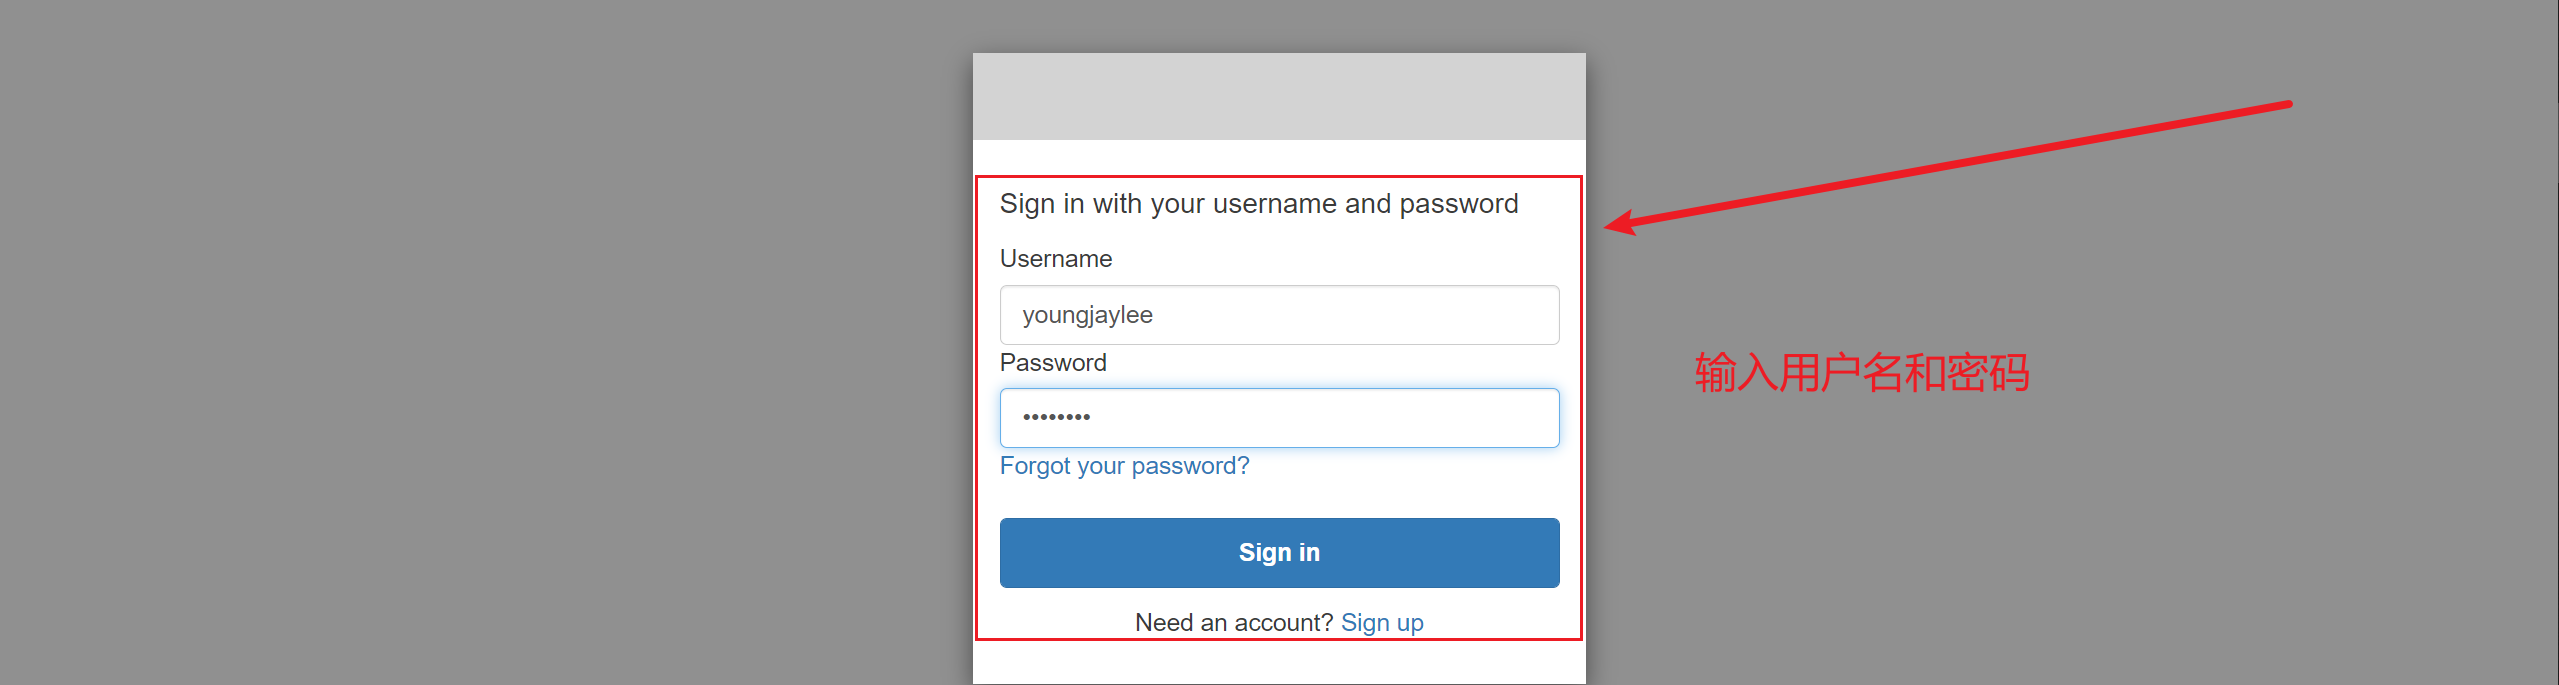 Sign in with your username and password
Username
youngjaylee
Password
••••••••
Forgot your password?
Sign in
Need an account? Sign up
输入用户名和密码